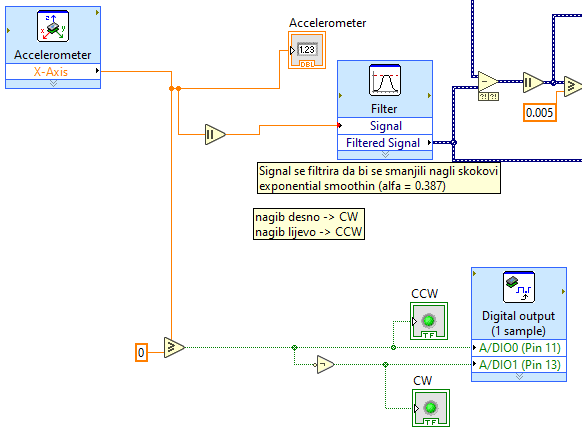 Accelerometer
X-Axis
Accelerometer
1.23
DBL
Filter
Signal
Filtered Signal
0.005
Signal se filtrira da bi se smanjili nagli skokovi
exponential smoothin (alfa = 0.387)
nagib desno -> CW
nagib lijevo -> CCW
0
CCW
TF
CW
TF
Digital output
(1 sample)
A/DIO0 (Pin 11)
A/DIO1 (Pin 13)